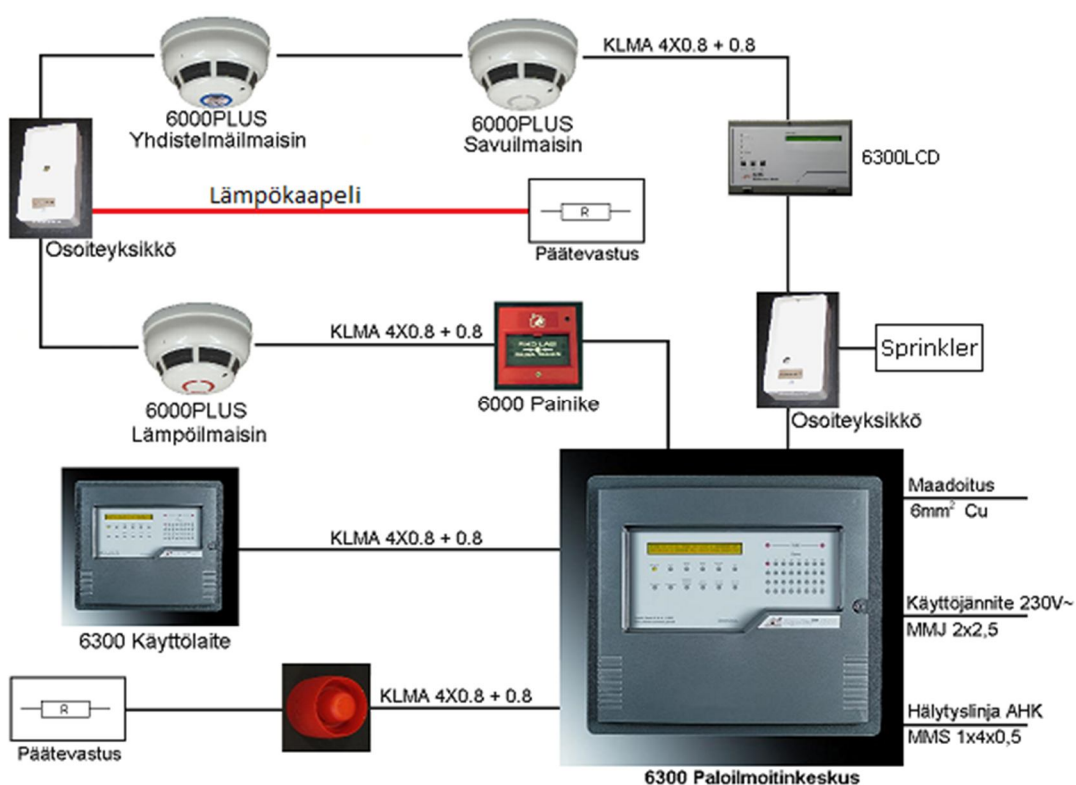 KLMA 4X0.8 + 0.8
6000PLUS
Yhdistelmäilmaisin
6000PLUS
Savuilmaisin
6300LCD
Lämpökaapeli
R
Osoiteyksikkö
Päätevastus
KLMA 4X0.8 + 0.8
Sprinkler
6000PLUS
Lämpöilmaisin
6000 Painike
Osoiteyksikkö
Maadoitus
6mm² Cu
KLMA 4X0.8 + 0.8
Käyttöjännite 230V~
MMJ 2x2,5
6300 Käyttölaite
KLMA 4X0.8 + 0.8
R
Hälytyslinja AHK
MMS 1x4x0,5
Päätevastus
6300 Paloilmoitinkeskus